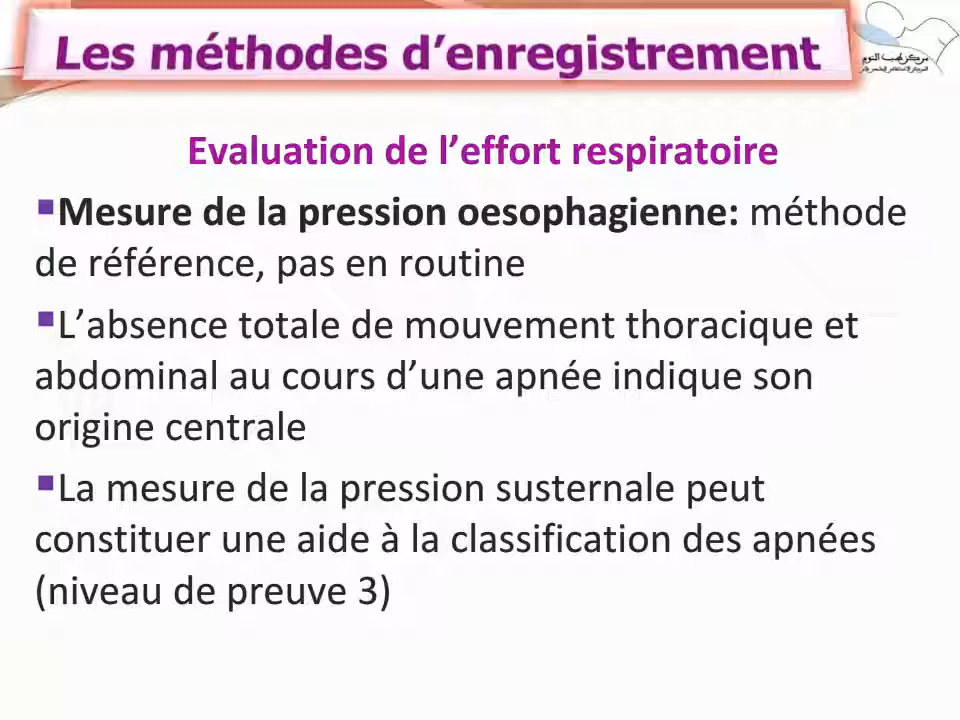 Les méthodes d’enregistrement
Evaluation de l’effort respiratoire
▪Mesure de la pression oesophagienne: méthode
de référence, pas en routine
▪L’absence totale de mouvement thoracique et
abdominal au cours d’une apnée indique son
origine centrale
▪La mesure de la pression susternale peut
constituer une aide à la classification des apnées
(niveau de preuve 3)